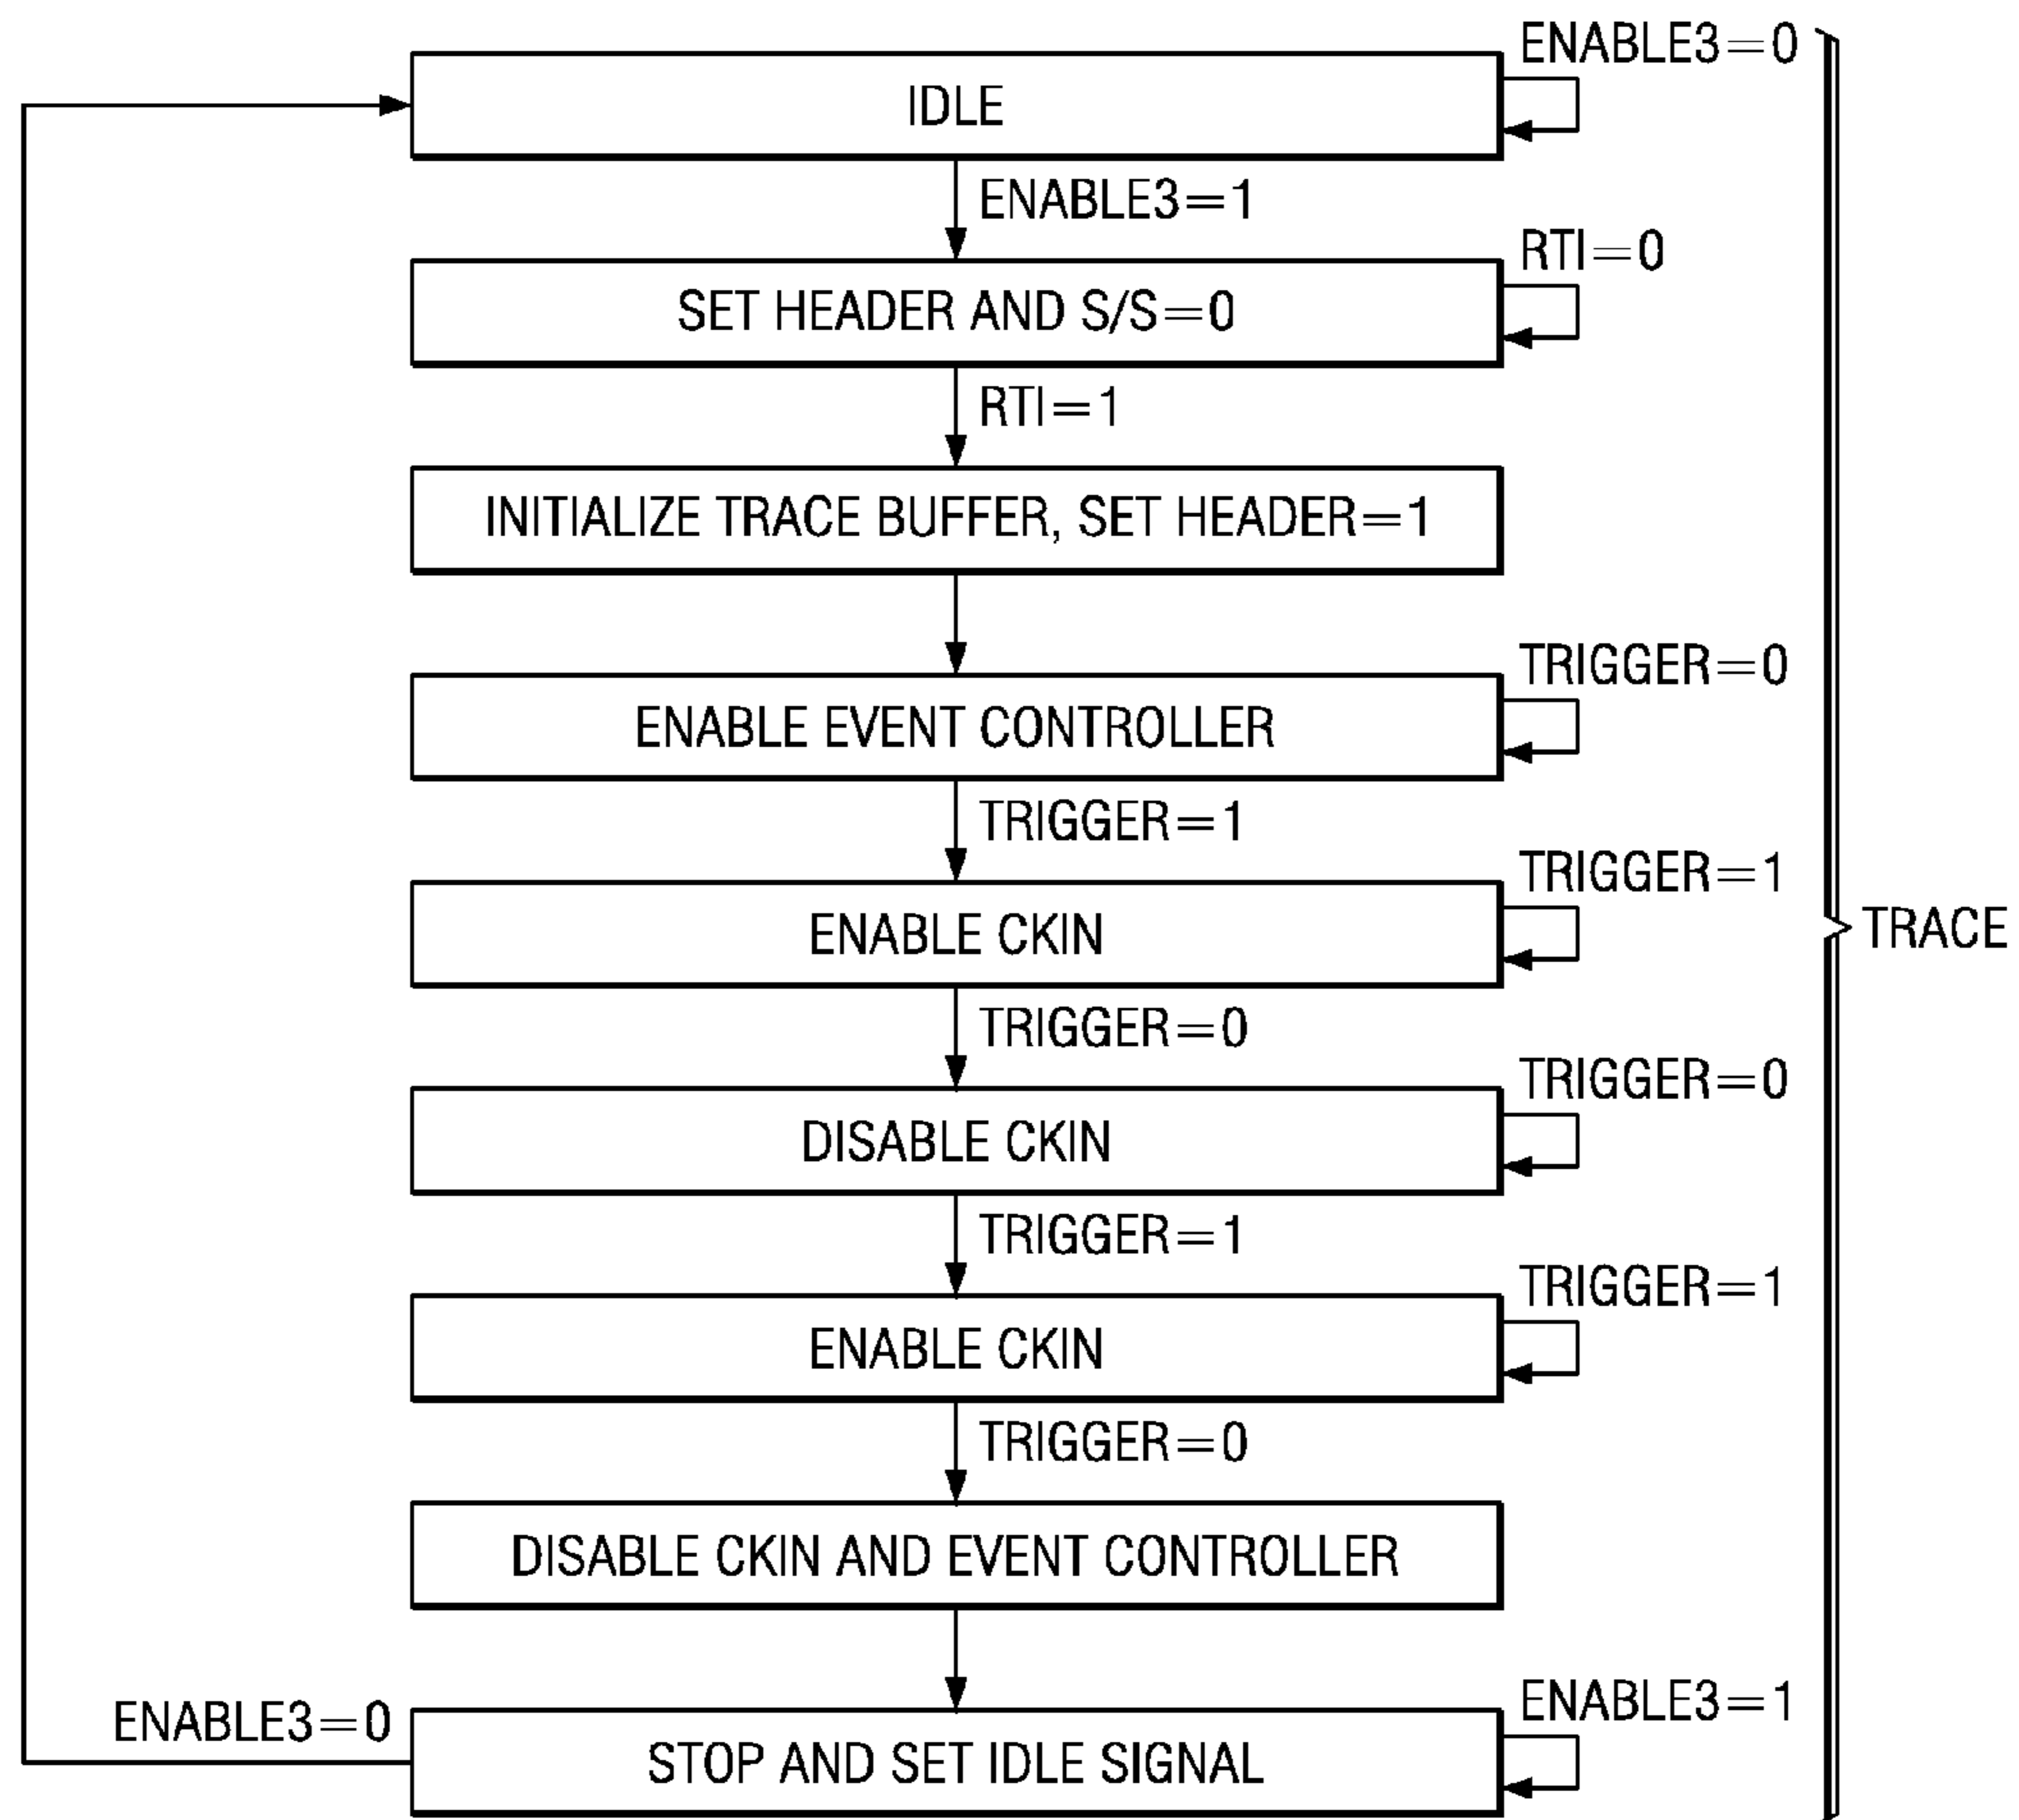 ENABLE3=0
IDLE
ENABLE3=1
RTI=0
SET HEADER AND S/S=0
RTI=1
INITIALIZE TRACE BUFFER, SET HEADER=1
TRIGGER=0
ENABLE EVENT CONTROLLER
TRIGGER=1
TRIGGER=1
ENABLE CKIN
TRACE
TRIGGER=0
TRIGGER=0
DISABLE CKIN
TRIGGER=1
TRIGGER=1
ENABLE CKIN
TRIGGER=0
DISABLE CKIN AND EVENT CONTROLLER
ENABLE3=1
ENABLE3=0
STOP AND SET IDLE SIGNAL